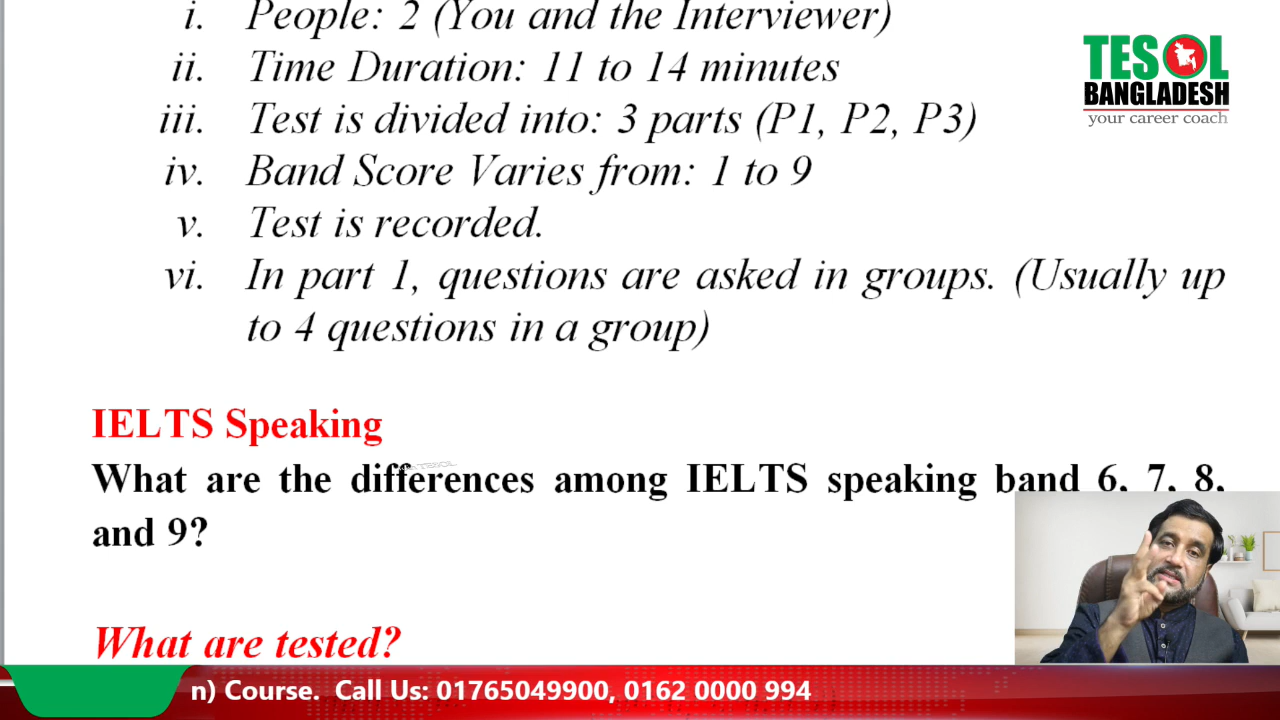 i. People: 2 (You and the Interviewer)
ii. Time Duration: 11 to 14 minutes
iii. Test is divided into: 3 parts (P1, P2, P3)
iv. Band Score Varies from: 1 to 9
v. Test is recorded.
vi. In part 1, questions are asked in groups. (Usually up
to 4 questions in a group)
TESOL
BANGLADESH
your career coach
IELTS Speaking
What are the differences among IELTS speaking band 6, 7, 8,
and 9?
What are tested?
n) Course. Call Us: 01765049900, 0162 0000 994